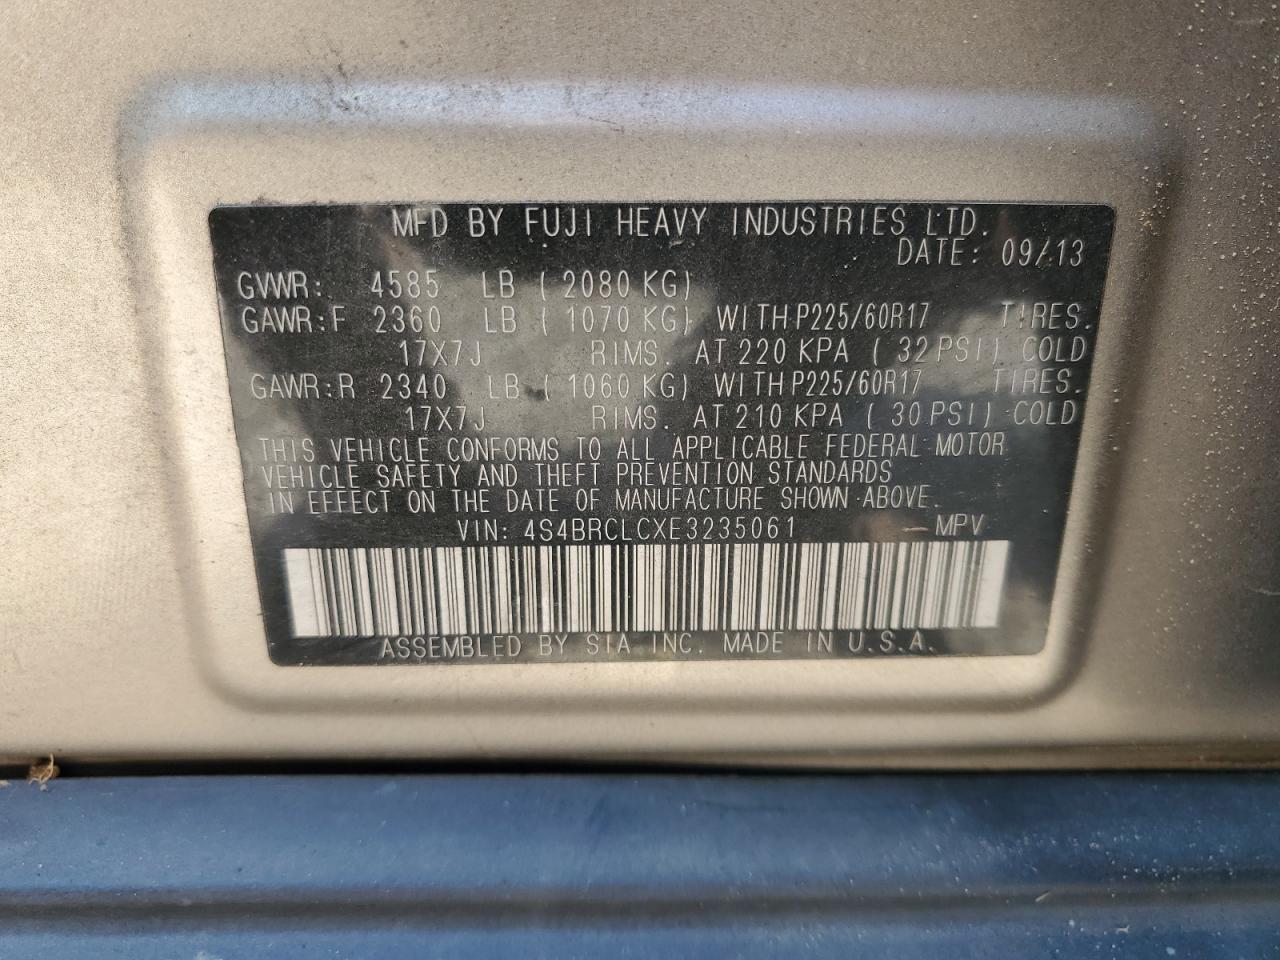 MFD BY FUJI HEAVY INDUSTRIES LTD.
DATE: 09/13
GVWR: 4585 LB ( 2080 KG)
GAWR:F 2360 LB ( 1070 KG) WITH P225/60R17 TIRES.
17X7J RIMS. AT 220 KPA ( 32 PSI) COLD
GAWR:R 2340 LB ( 1060 KG) WITH P225/60R17 TIRES.
17X7J RIMS. AT 210 KPA ( 30 PSI) COLD
THIS VEHICLE CONFORMS TO ALL APPLICABLE FEDERAL MOTOR
VEHICLE SAFETY AND THEFT PREVENTION STANDARDS
IN EFFECT ON THE DATE OF MANUFACTURE SHOWN ABOVE.
VIN: 4S4BRCLCXE3235061 MPV
ASSEMBLED BY SIA INC. MADE IN U.S.A.